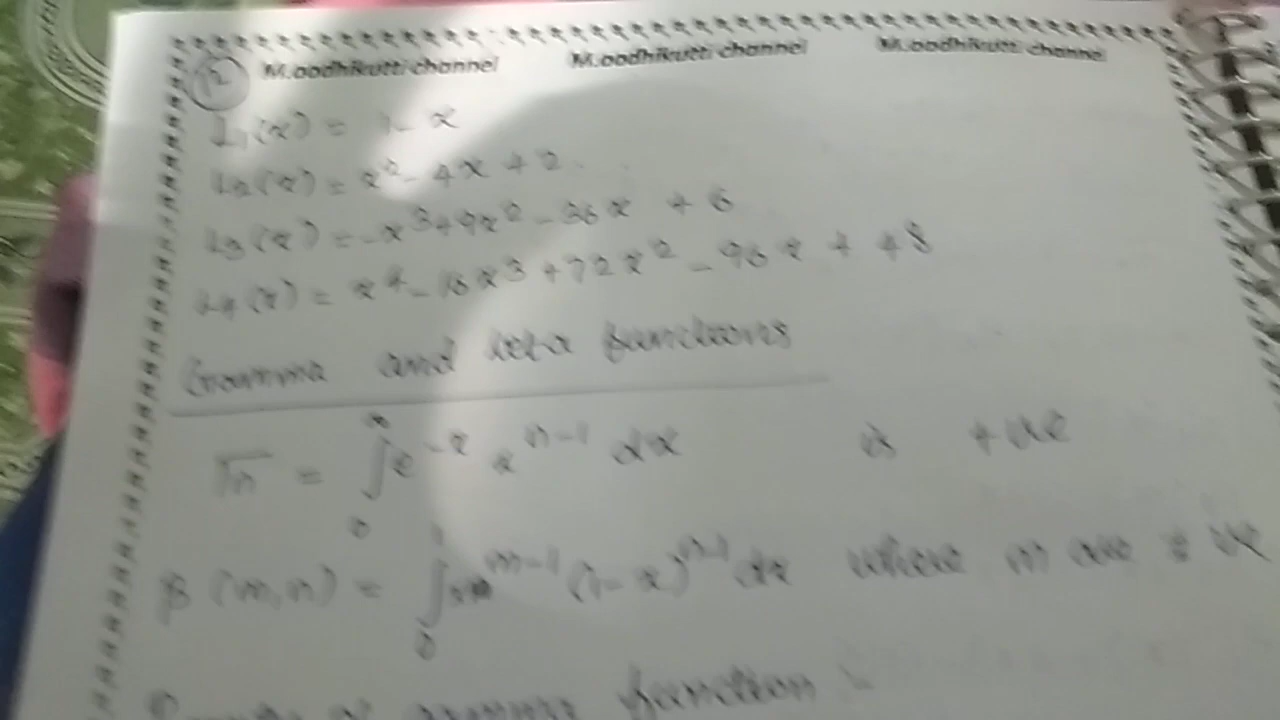 M.aadhikutti channel M.aadhikutti channel M.aadhikutti channel
L₁(x) = 1-x
L₂(x) = x²-4x+2.
L₃(x) = -x³+9x²-36x+6
L₄(x) = x⁴-16x³+72x²-96x+48
Gamma and beta functions
Γn = ∫₀^∞ e^-x x^n-1 dx is +ve
β(m,n) = ∫₀¹ x^m-1 (1-x)^n-1 dx where m are +ve
function :-